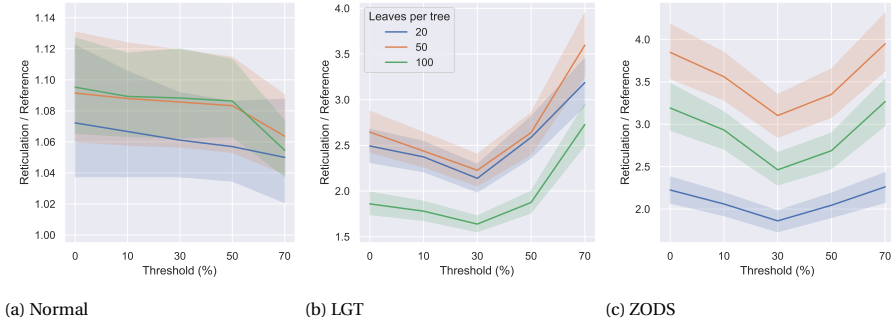 1.14
1.12
1.10
1.08
1.06
1.04
1.02
1.00
Reticulation / Reference
0 10 30 50 70
Threshold (%)
(a) Normal
4.0
3.5
3.0
2.5
2.0
1.5
Reticulation / Reference
Leaves per tree
20
50
100
0 10 30 50 70
Threshold (%)
(b) LGT
4.0
3.5
3.0
2.5
2.0
Reticulation / Reference
0 10 30 50 70
Threshold (%)
(c) ZODS